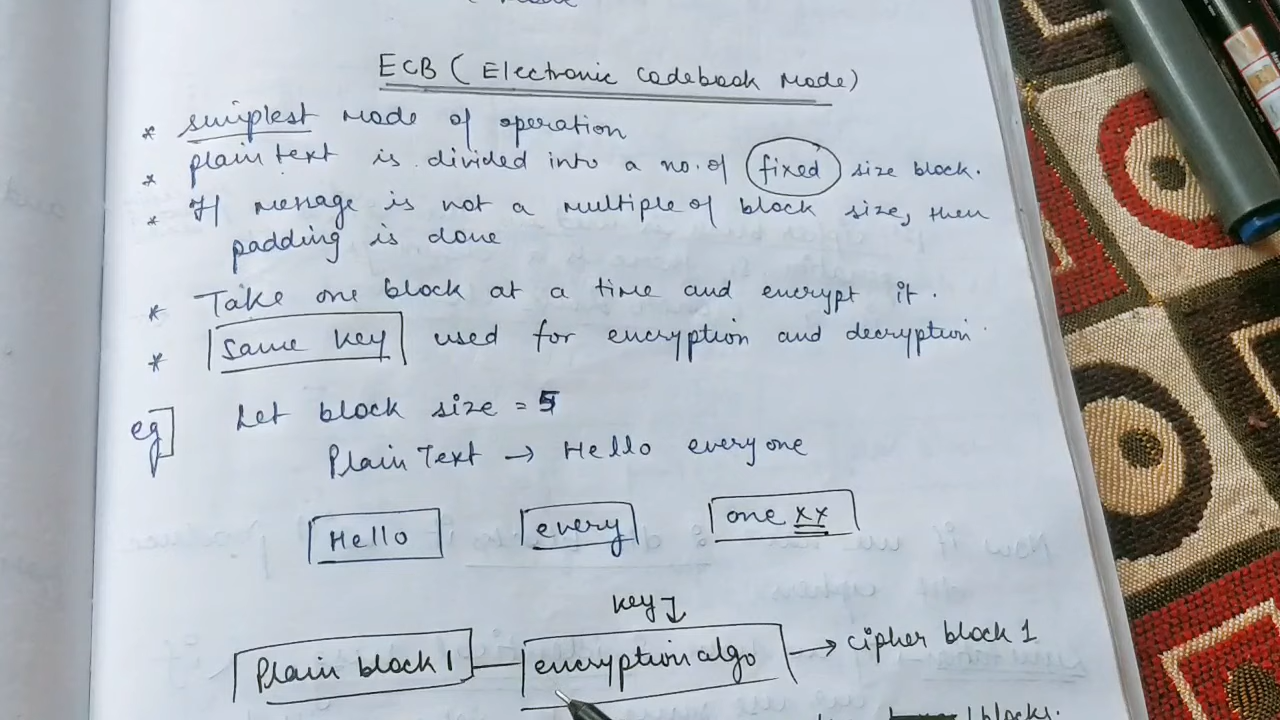 ECB ( Electronic Codebook Mode)
* simplest mode of operation
* plain text is divided into a no. of fixed size block.
* If message is not a multiple of block size, then
padding is done
* Take one block at a time and encrypt it.
* Same key used for encryption and decryption.
eg] Let block size = 5
Plain Text → Hello everyone
Hello every one xx
key
Plain block 1 encryption algo → cipher block 1
blocks.